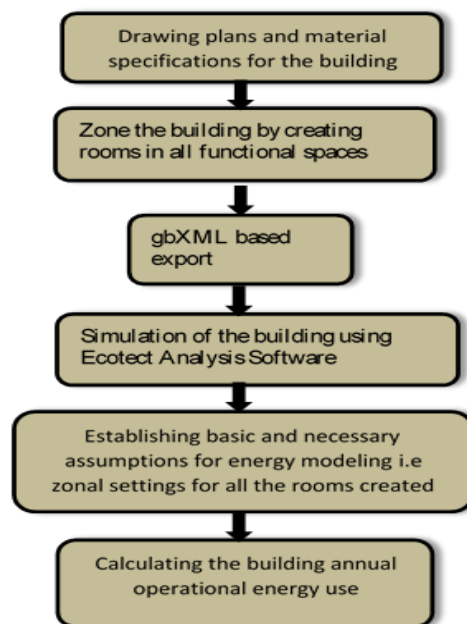 Drawing plans and material
specifications for the building
Zone the building by creating
rooms in all functional spaces
gbXML based
export
Simulation of the building using
Ecotect Analysis Software
Establishing basic and necessary
assumptions for energy modeling i.e
zonal settings for all the rooms created
Calculating the building annual
operational energy use